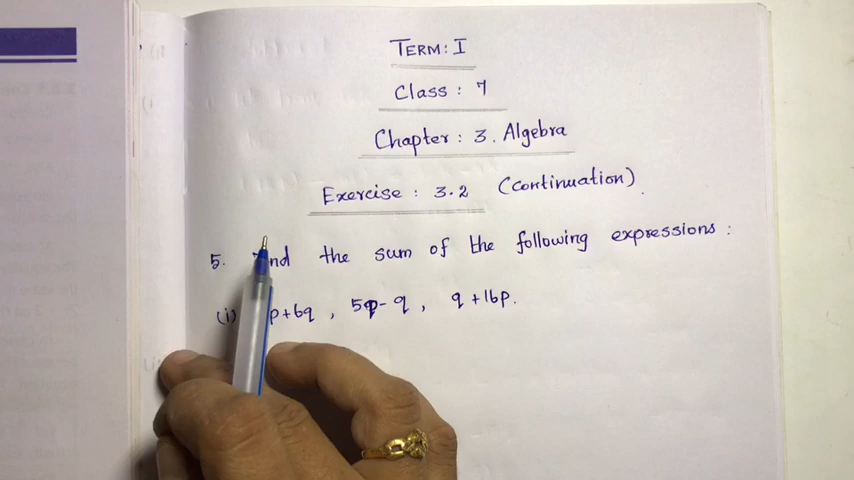 TERM: I
Class : 7
Chapter : 3. Algebra
Exercise : 3.2 (continuation)
5. the sum of the following expressions :
(i) p+6q , 5p- q , q +16p.